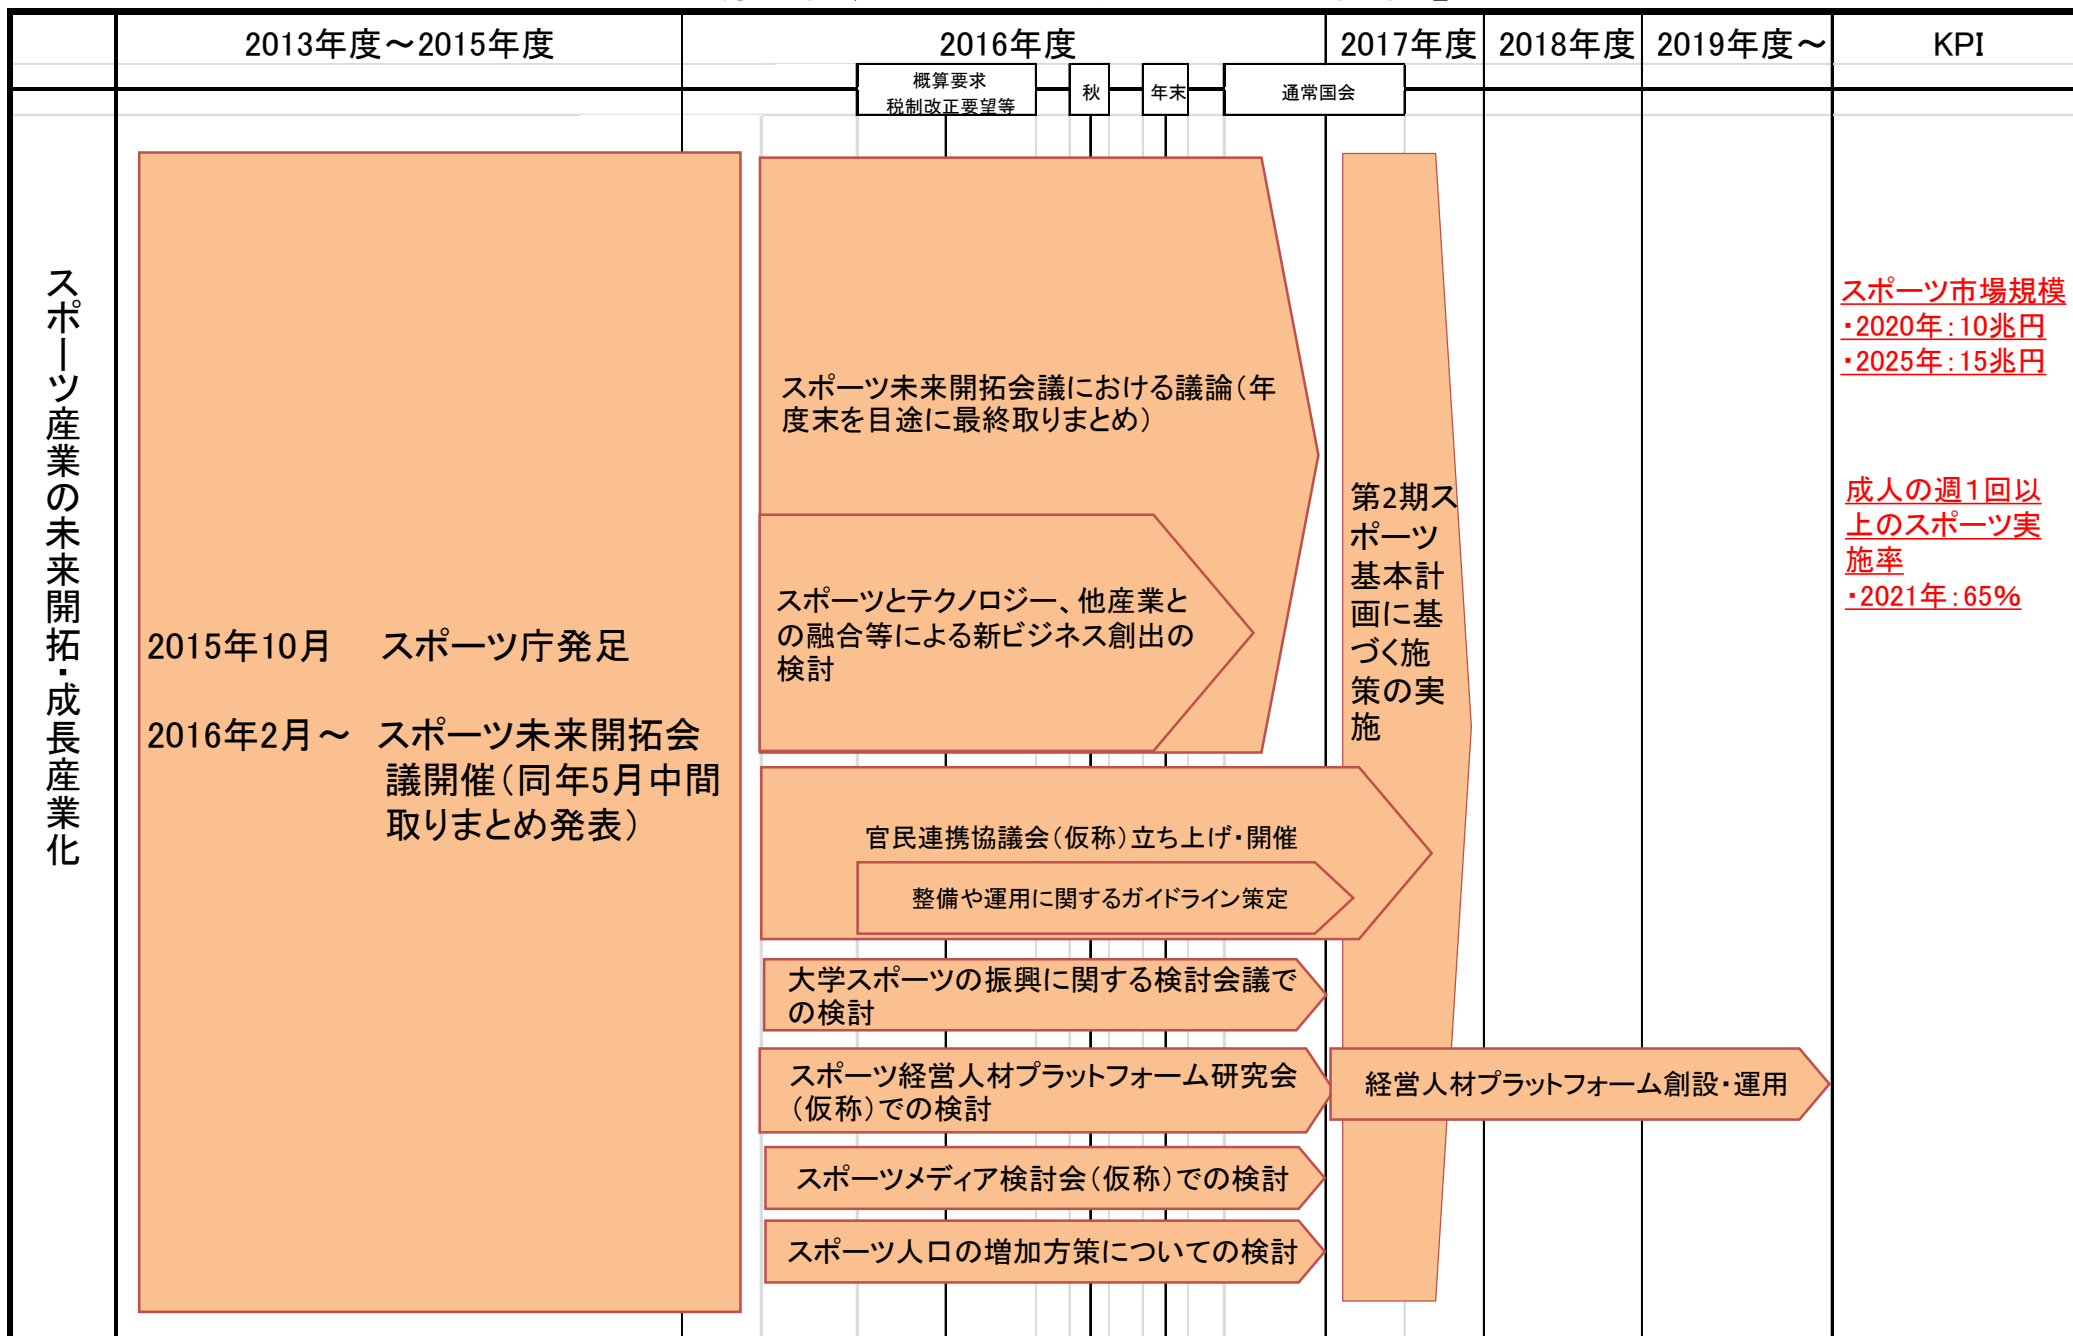 2013年度～2015年度
2016年度
2017年度
2018年度
2019年度～
KPI
概算要求
税制改正要望等
秋
年末
通常国会
スポーツ産業の未来開拓・成長産業化
2015年10月　スポーツ庁発足
2016年2月～　スポーツ未来開拓会
議開催（同年5月中間
取りまとめ発表）
スポーツ未来開拓会議における議論（年
度末を目途に最終取りまとめ）
スポーツとテクノロジー、他産業と
の融合等による新ビジネス創出の
検討
官民連携協議会（仮称）立ち上げ・開催
整備や運用に関するガイドライン策定
大学スポーツの振興に関する検討会議で
の検討
スポーツ経営人材プラットフォーム研究会
（仮称）での検討
スポーツメディア検討会（仮称）での検討
スポーツ人口の増加方策についての検討
第2期ス
ポーツ
基本計
画に基
づく施
策の実
施
経営人材プラットフォーム創設・運用
スポーツ市場規模
・2020年：10兆円
・2025年：15兆円
成人の週１回以
上のスポーツ実
施率
・2021年：65%